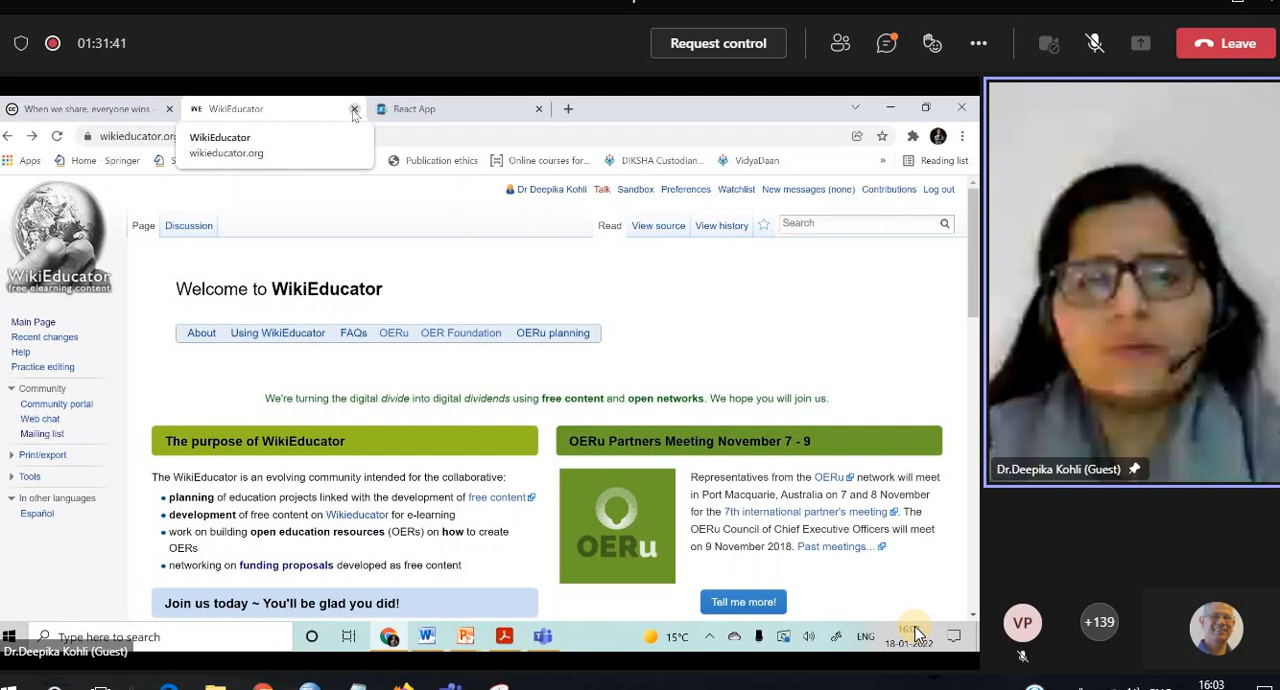 01:31:41
Request control
Leave
When we share, everyone wins
WikiEducator
React App
wikieducator.org
WikiEducator
wikieducator.org
Apps
Home - Springer
Publication ethics
Online courses for...
DIKSHA Custodian...
VidyaDaan
»
Reading list
Dr Deepika Kohli Talk Sandbox Preferences Watchlist New messages (none) Contributions Log out
Page Discussion
Read View source View history
Search
WikiEducator
free elearning content
Welcome to WikiEducator
About Using WikiEducator FAQs OERu OER Foundation OERu planning
Main Page
Recent changes
Help
Practice editing
Community
Community portal
Web chat
Mailing list
Print/export
Tools
In other languages
Español
We're turning the digital divide into digital dividends using free content and open networks. We hope you will join us.
The purpose of WikiEducator
The WikiEducator is an evolving community intended for the collaborative:
planning of education projects linked with the development of free content
development of free content on Wikieducator for e-learning
work on building open education resources (OERs) on how to create
OERs
networking on funding proposals developed as free content
Join us today ~ You'll be glad you did!
OERu Partners Meeting November 7 - 9
OERu
Representatives from the OERu network will meet
in Port Macquarie, Australia on 7 and 8 November
for the 7th international partner's meeting. The
OERu Council of Chief Executive Officers will meet
on 9 November 2018. Past meetings...
Tell me more!
Type here to search
15°C
ENG
18-01-2022
Dr.Deepika Kohli (Guest)
Dr.Deepika Kohli (Guest)
VP
+139
16:03